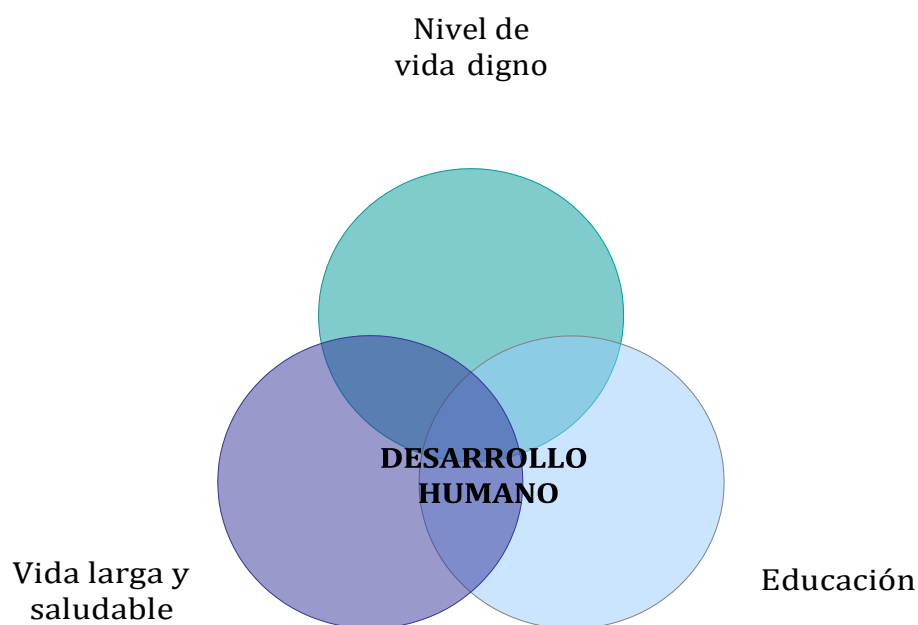 Nivel de
vida digno
DESARROLLO
HUMANO
Vida larga y
saludable
Educación